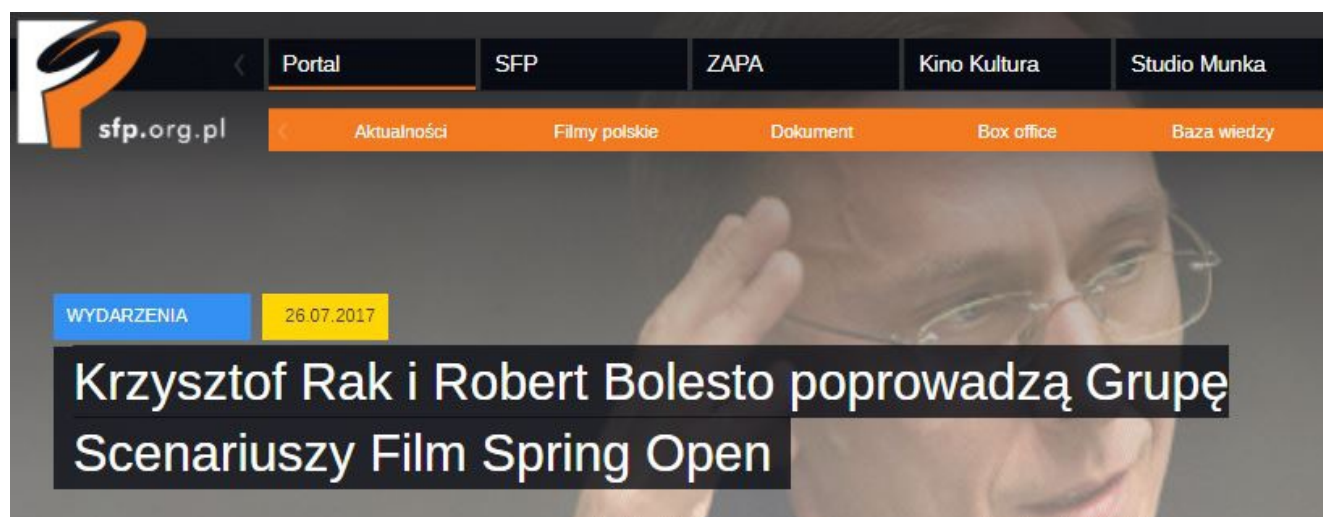 Portal SFP ZAPA Kino Kultura Studio Munka
sfp.org.pl
Aktualności Filmy polskie Dokument Box office Baza wiedzy
WYDARZENIA 26.07.2017
Krzysztof Rak i Robert Bolesto poprowadzą Grupę
Scenariuszy Film Spring Open